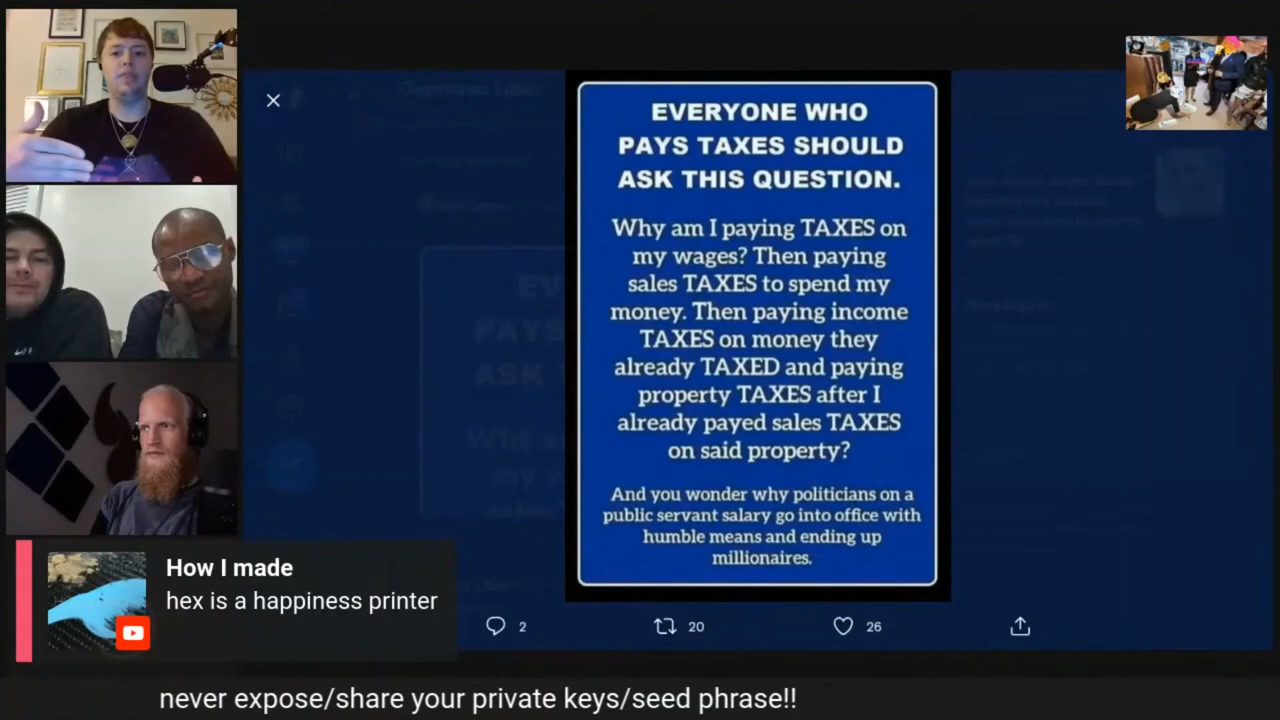 EVERYONE WHO
PAYS TAXES SHOULD
ASK THIS QUESTION.
Why am I paying TAXES on
my wages? Then paying
sales TAXES to spend my
money. Then paying income
TAXES on money they
already TAXED and paying
property TAXES after I
already payed sales TAXES
on said property?
And you wonder why politicians on a
public servant salary go into office with
humble means and ending up
millionaires.
2
20
26
How I made
hex is a happiness printer
never expose/share your private keys/seed phrase!!